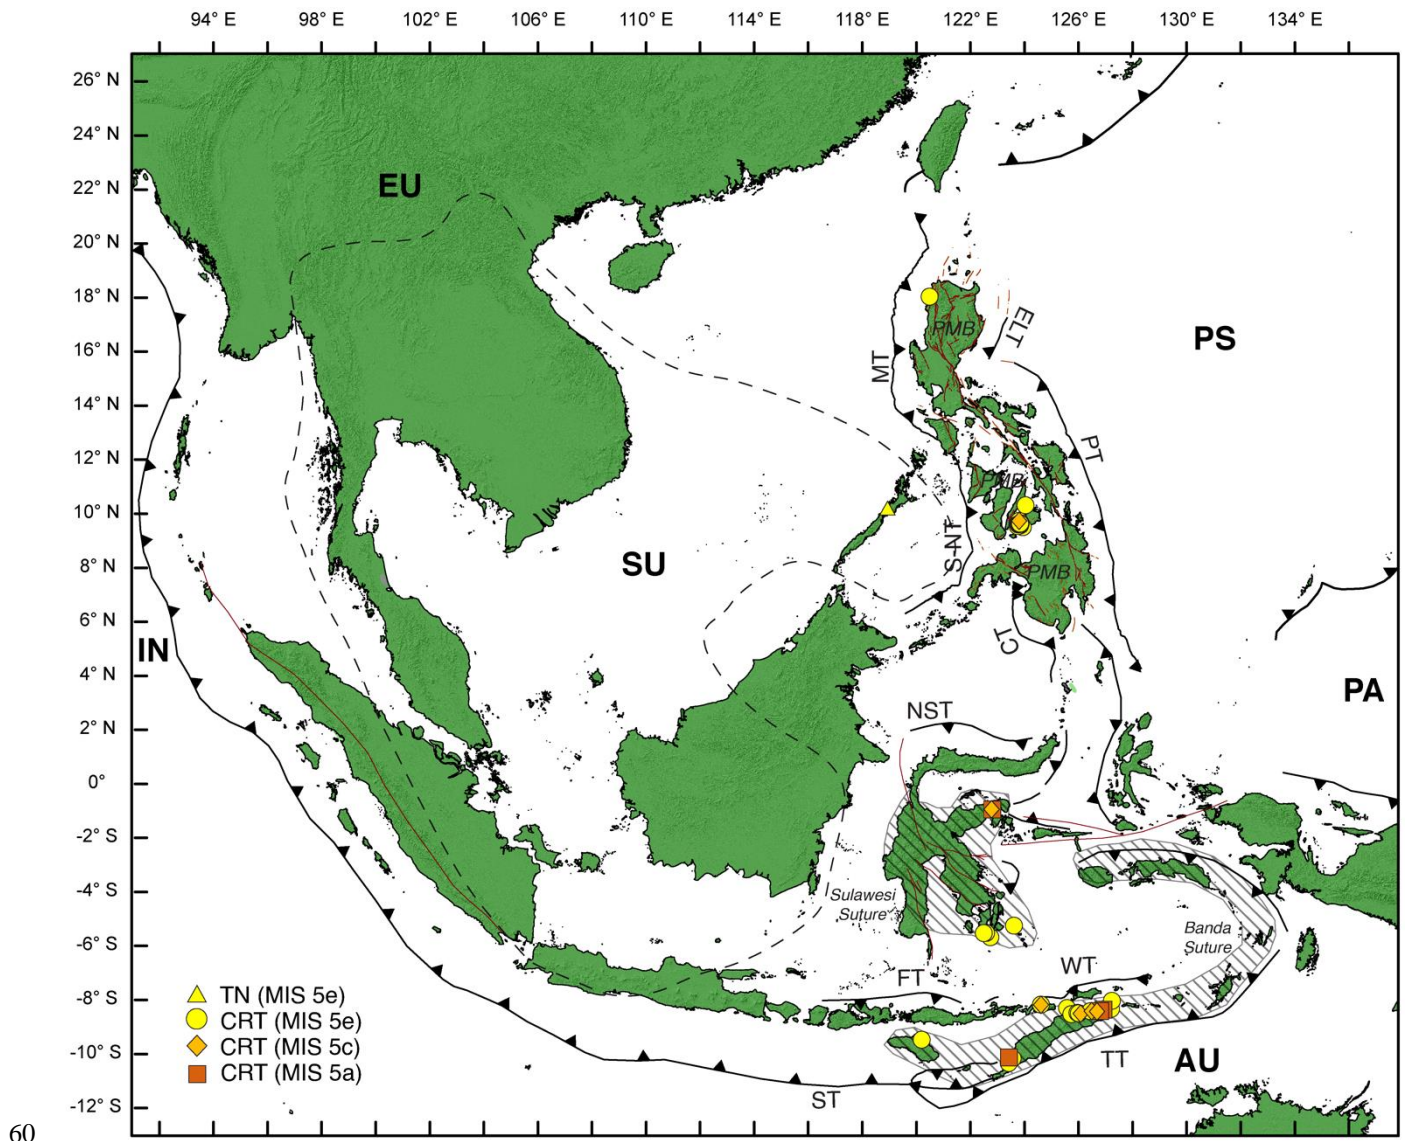 94° E 98° E 102° E 106° E 110° E 114° E 118° E 122° E 126° E 130° E 134° E
26° N
24° N
22° N
20° N
18° N
16° N
14° N
12° N
10° N
8° N
6° N
4° N
2° N
0°
-2° S
-4° S
-6° S
-8° S
-10° S
-12° S
EU
PS
PMB
ELT
MT
PT
PMB
SU
S-NT
PMB
CT
IN
PA
NST
Sulawesi
Suture
Banda
Suture
FT
WT
TT
AU
ST
TN (MIS 5e)
CRT (MIS 5e)
CRT (MIS 5c)
CRT (MIS 5a)
60